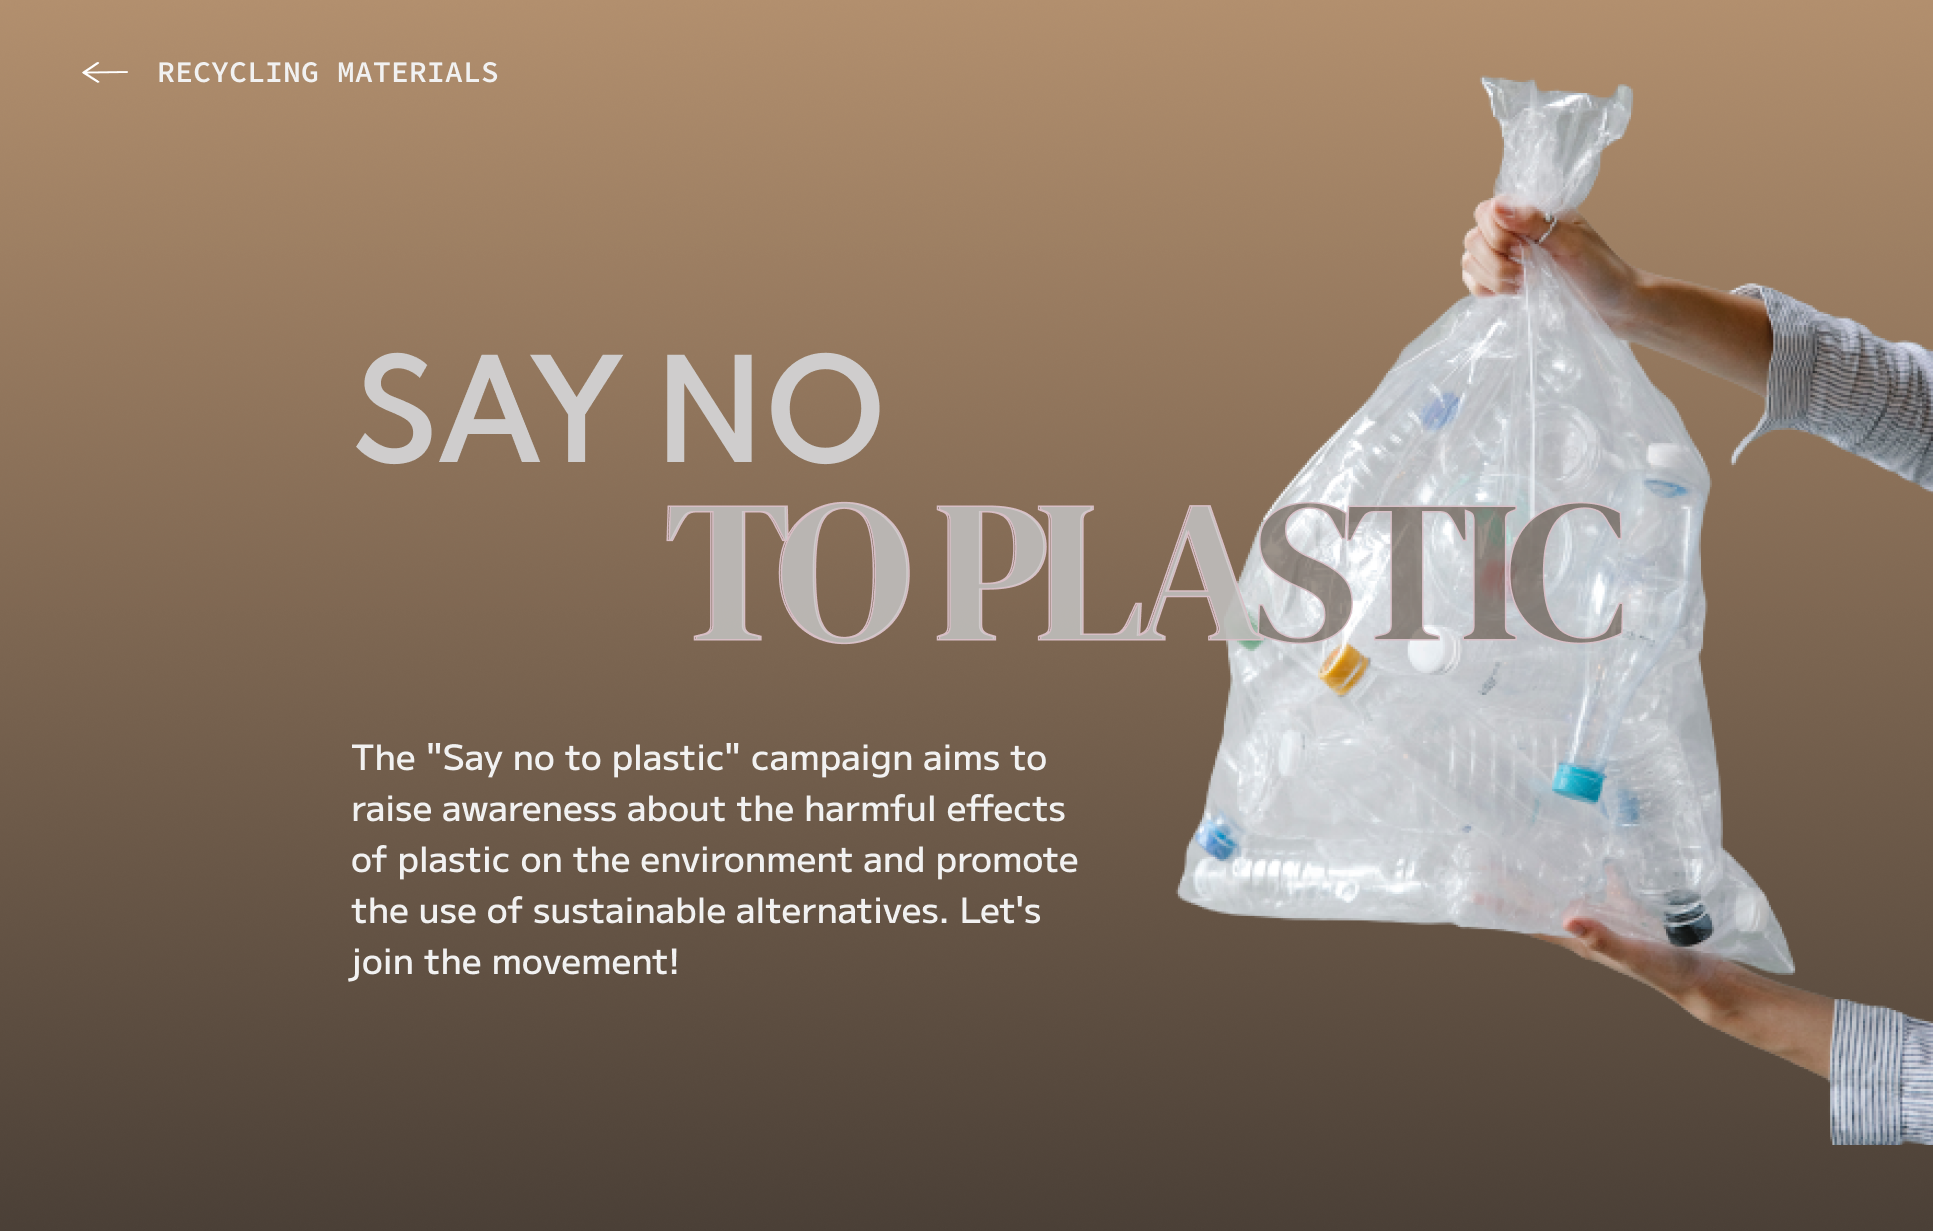 RECYCLING MATERIALS
SAY NO
TO PLASTIC
The "Say no to plastic" campaign aims to
raise awareness about the harmful effects
of plastic on the environment and promote
the use of sustainable alternatives. Let's
join the movement!